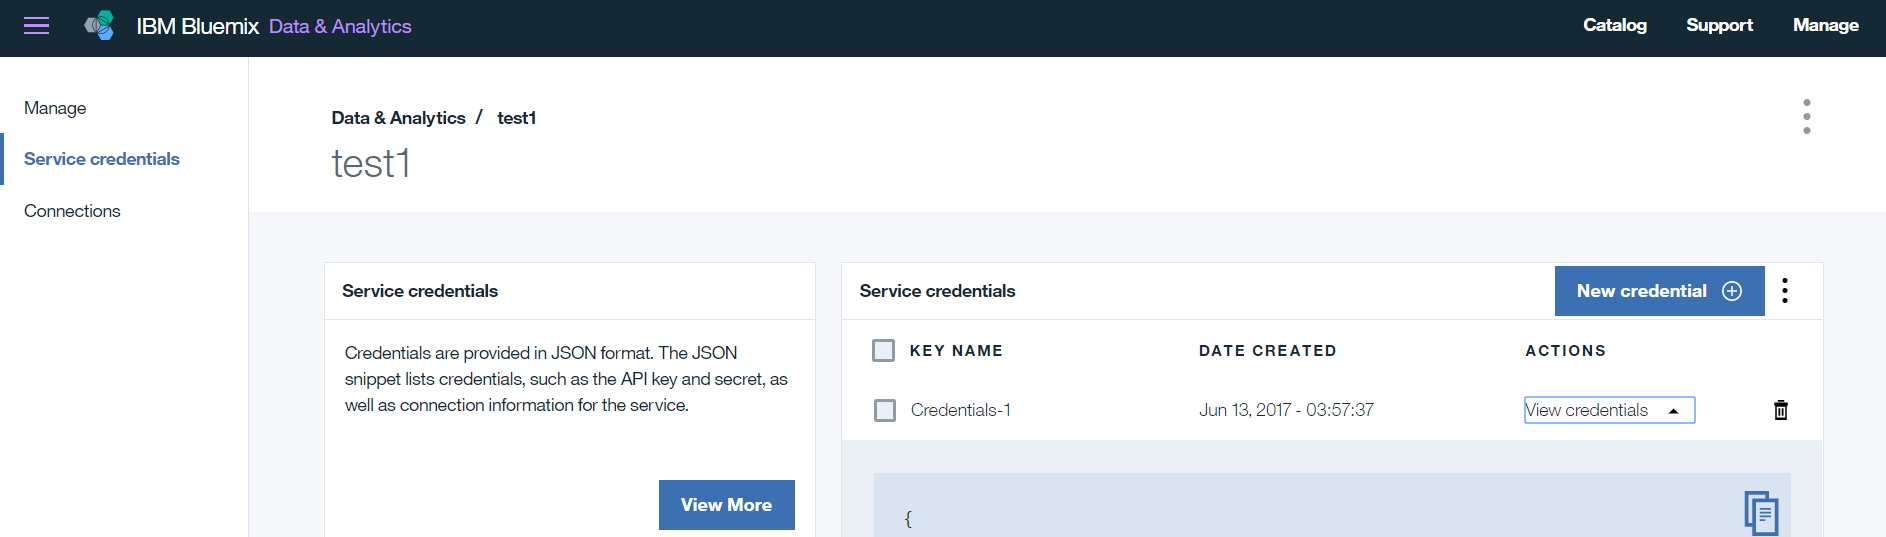 IBM Bluemix Data & Analytics
Catalog Support Manage
Manage
Service credentials
Connections
Data & Analytics / test1
test1
Service credentials
Credentials are provided in JSON format. The JSON
snippet lists credentials, such as the API key and secret, as
well as connection information for the service.
View More
Service credentials
New credential
KEY NAME DATE CREATED ACTIONS
Credentials-1 Jun 13, 2017 - 03:57:37 View credentials
{